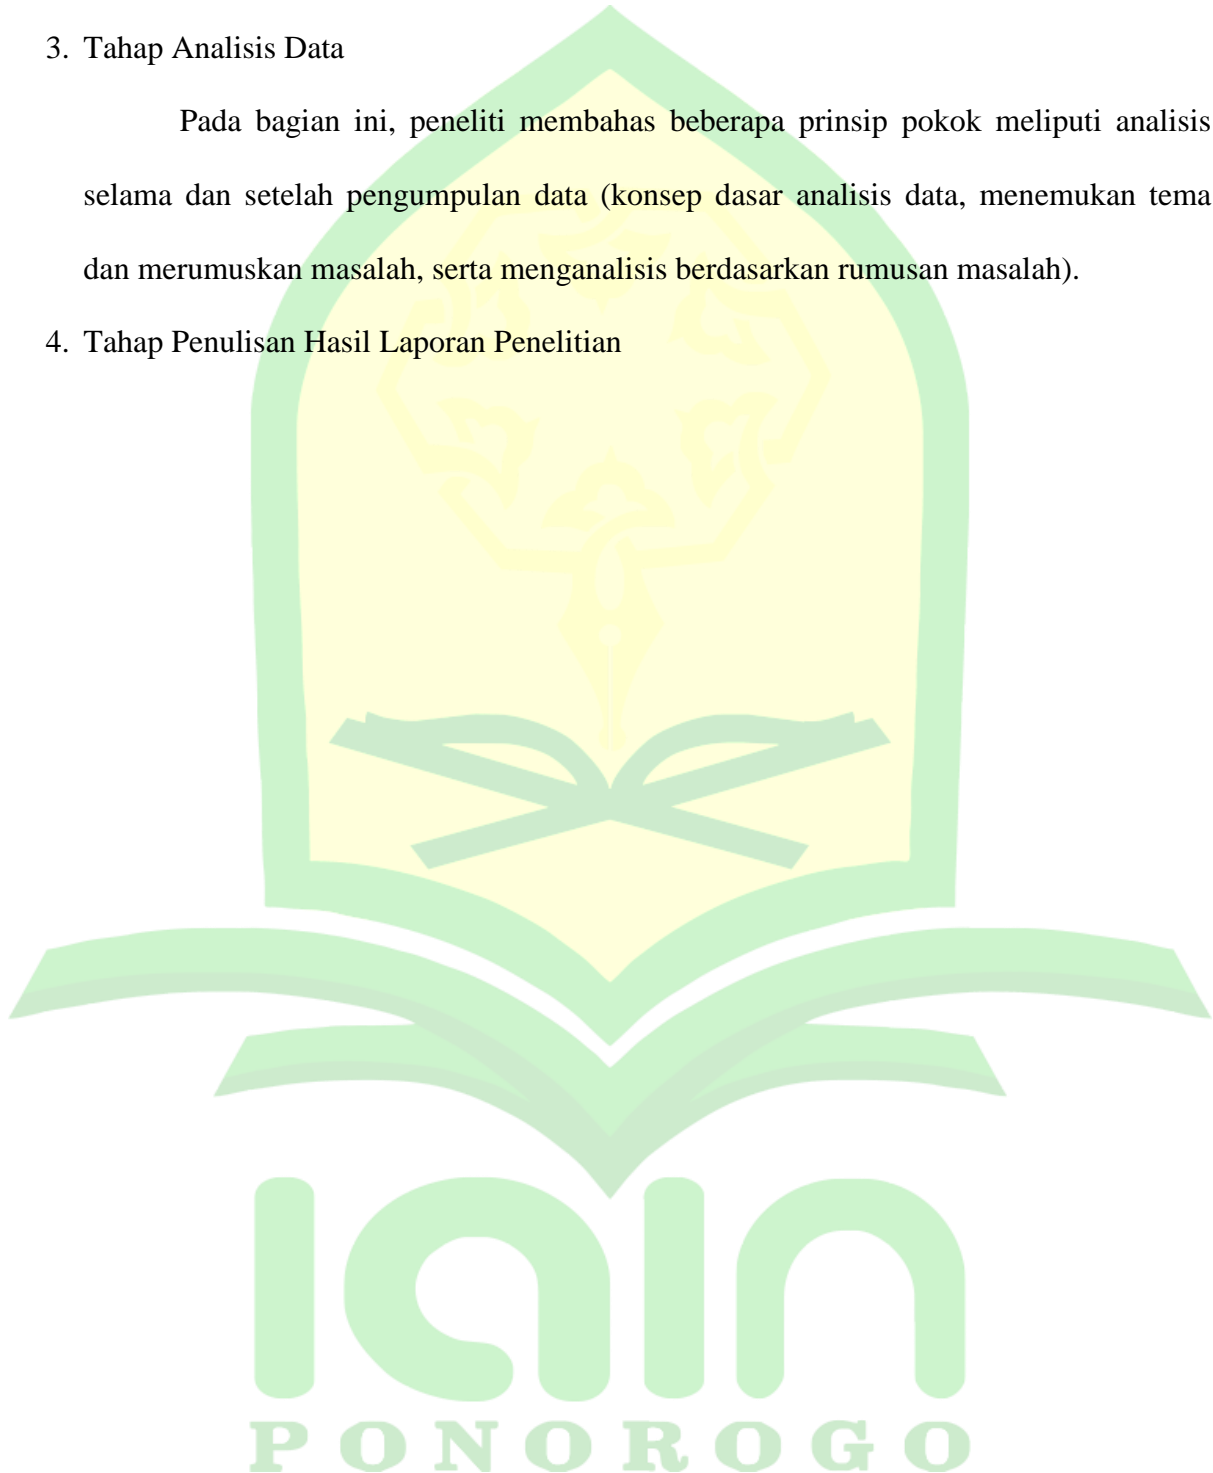 3. Tahap Analisis Data
Pada bagian ini, peneliti membahas beberapa prinsip pokok meliputi analisis
selama dan setelah pengumpulan data (konsep dasar analisis data, menemukan tema
dan merumuskan masalah, serta menganalisis berdasarkan rumusan masalah).
4. Tahap Penulisan Hasil Laporan Penelitian
iain
PONOROGO